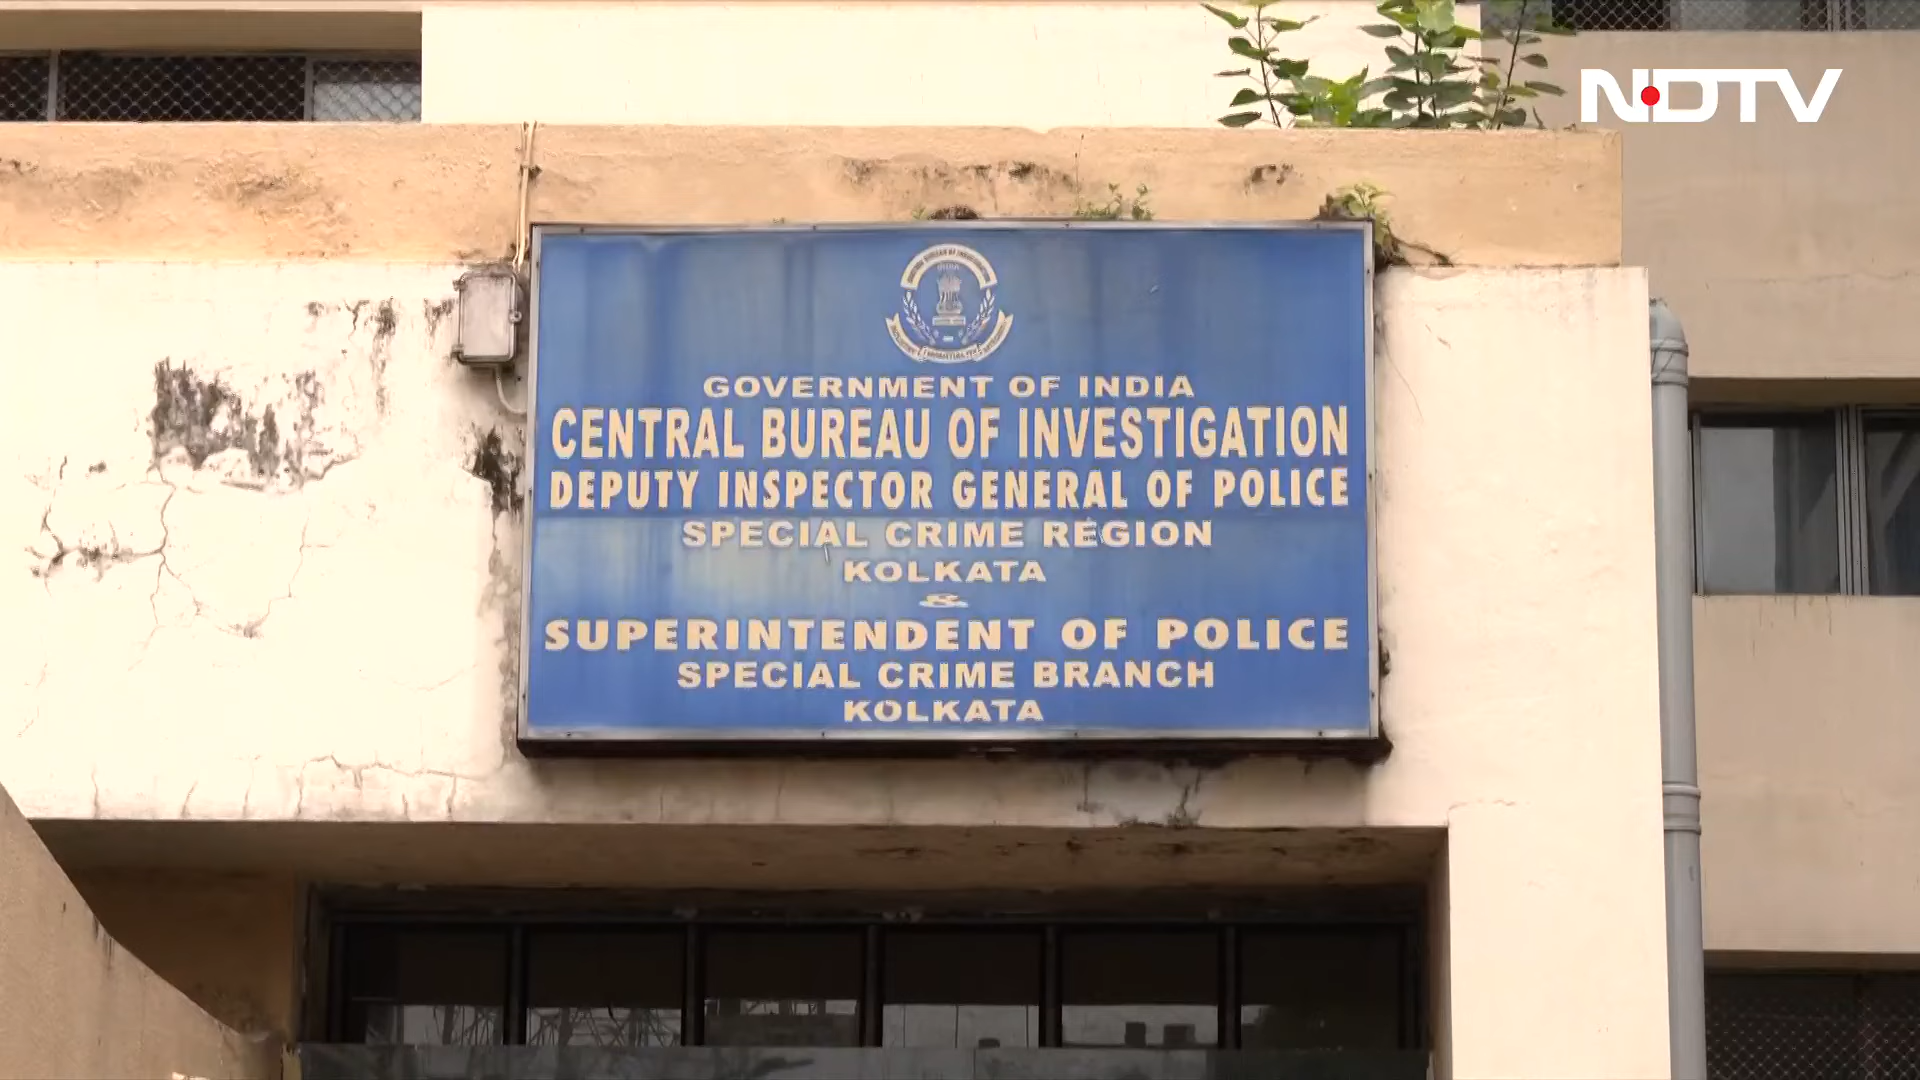 NDTV
GOVERNMENT OF INDIA
CENTRAL BUREAU OF INVESTIGATION
DEPUTY INSPECTOR GENERAL OF POLICE
SPECIAL CRIME REGION
KOLKATA
&
SUPERINTENDENT OF POLICE
SPECIAL CRIME BRANCH
KOLKATA